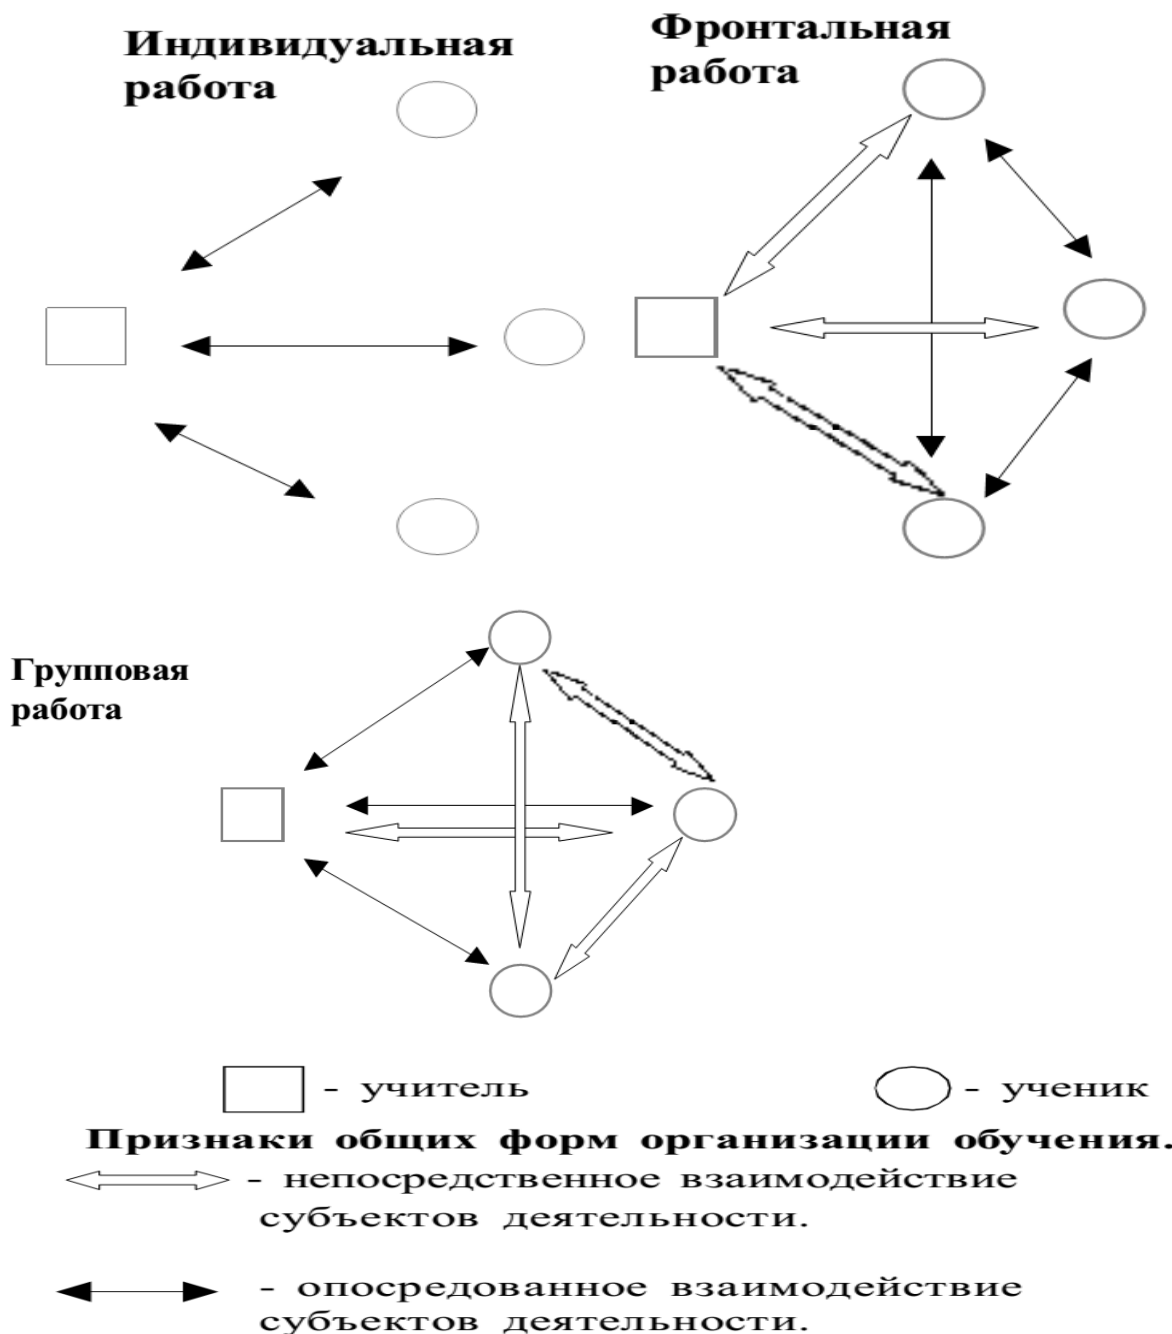 Индивидуальная
работа
Фронтальная
работа
Групповая
работа
- учитель
- ученик
Признаки общих форм организации обучения.
- непосредственное взаимодействие
субъектов деятельности.
- опосредованное взаимодействие
субъектов деятельности.